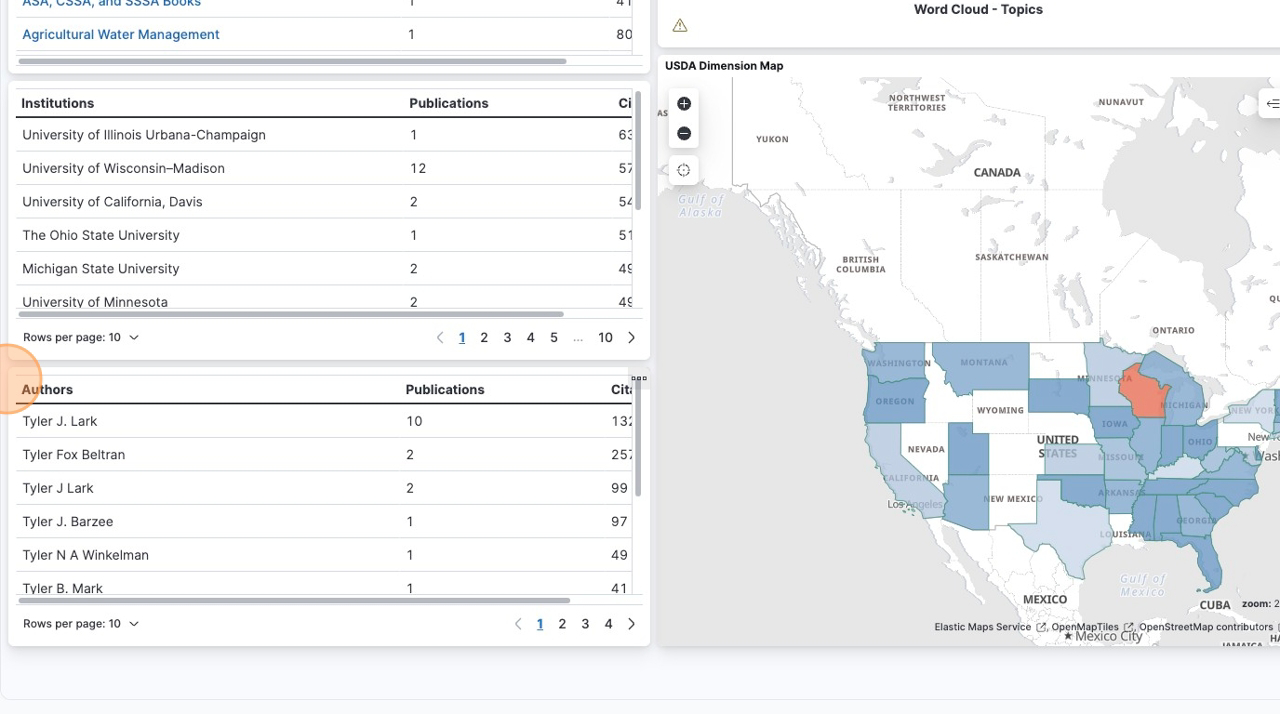 ASA, CSSA, and SSSA Books 1 41
Agricultural Water Management 1 80
Institutions Publications Ci
University of Illinois Urbana-Champaign 1 63
University of Wisconsin–Madison 12 57
University of California, Davis 2 54
The Ohio State University 1 51
Michigan State University 2 49
University of Minnesota 2 49
Rows per page: 10
1 2 3 4 5 ... 10
Authors Publications Cita
Tyler J. Lark 10 132
Tyler Fox Beltran 2 257
Tyler J Lark 2 99
Tyler J. Barzee 1 97
Tyler N A Winkelman 1 49
Tyler B. Mark 1 41
Rows per page: 10
1 2 3 4
Word Cloud - Topics
USDA Dimension Map
NORTHWEST
TERRITORIES
NUNAVUT
AS
YUKON
CANADA
Gulf of
Alaska
BRITISH
COLUMBIA
SASKATCHEWAN
QU
ONTARIO
WASHINGTON
MONTANA
MINNESOTA
OREGON
WYOMING
MICHIGAN
NEW YORK
IOWA
New Yo
NEVADA
UNITED
STATES
OHIO
Wash
MISSOURI
CALIFORNIA
Los Angeles
NEW MEXICO
ARKANSAS
GEORGIA
LOUISIANA
Gulf of
Mexico
MEXICO
CUBA
zoom: 2
Elastic Maps Service , OpenMapTiles , OpenStreetMap contributors
Mexico City
JAMAICA
HA